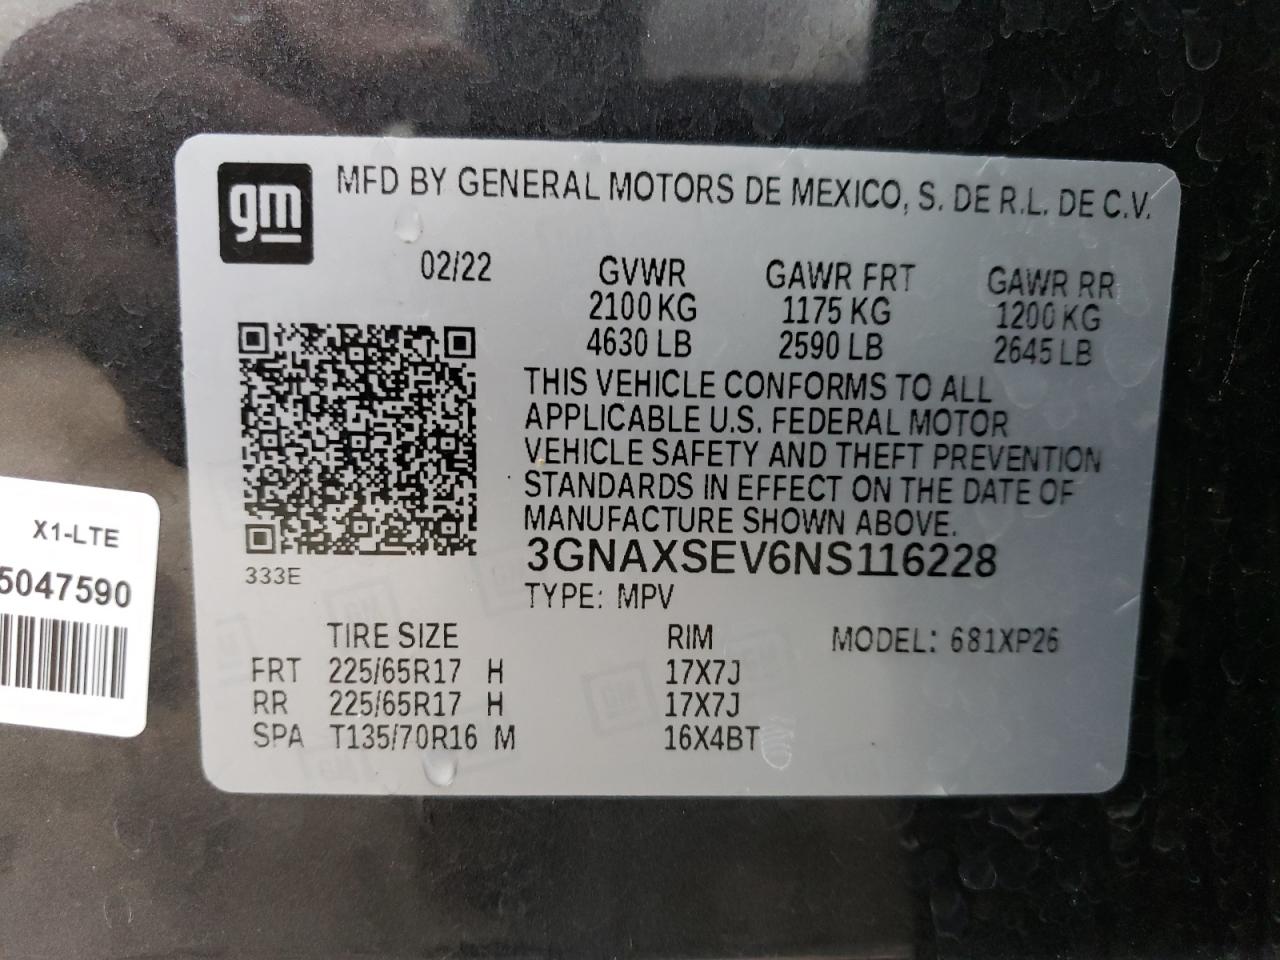 gm
MFD BY GENERAL MOTORS DE MEXICO, S. DE R.L. DE C.V.
02/22 GVWR GAWR FRT GAWR RR
2100 KG 1175 KG 1200 KG
4630 LB 2590 LB 2645 LB
THIS VEHICLE CONFORMS TO ALL
APPLICABLE U.S. FEDERAL MOTOR
VEHICLE SAFETY AND THEFT PREVENTION
STANDARDS IN EFFECT ON THE DATE OF
MANUFACTURE SHOWN ABOVE.
3GNAXSEV6NS116228
333E
TYPE: MPV
TIRE SIZE RIM MODEL: 681XP26
FRT 225/65R17 H 17X7J
RR 225/65R17 H 17X7J
SPA T135/70R16 M 16X4BT
X1-LTE
5047590